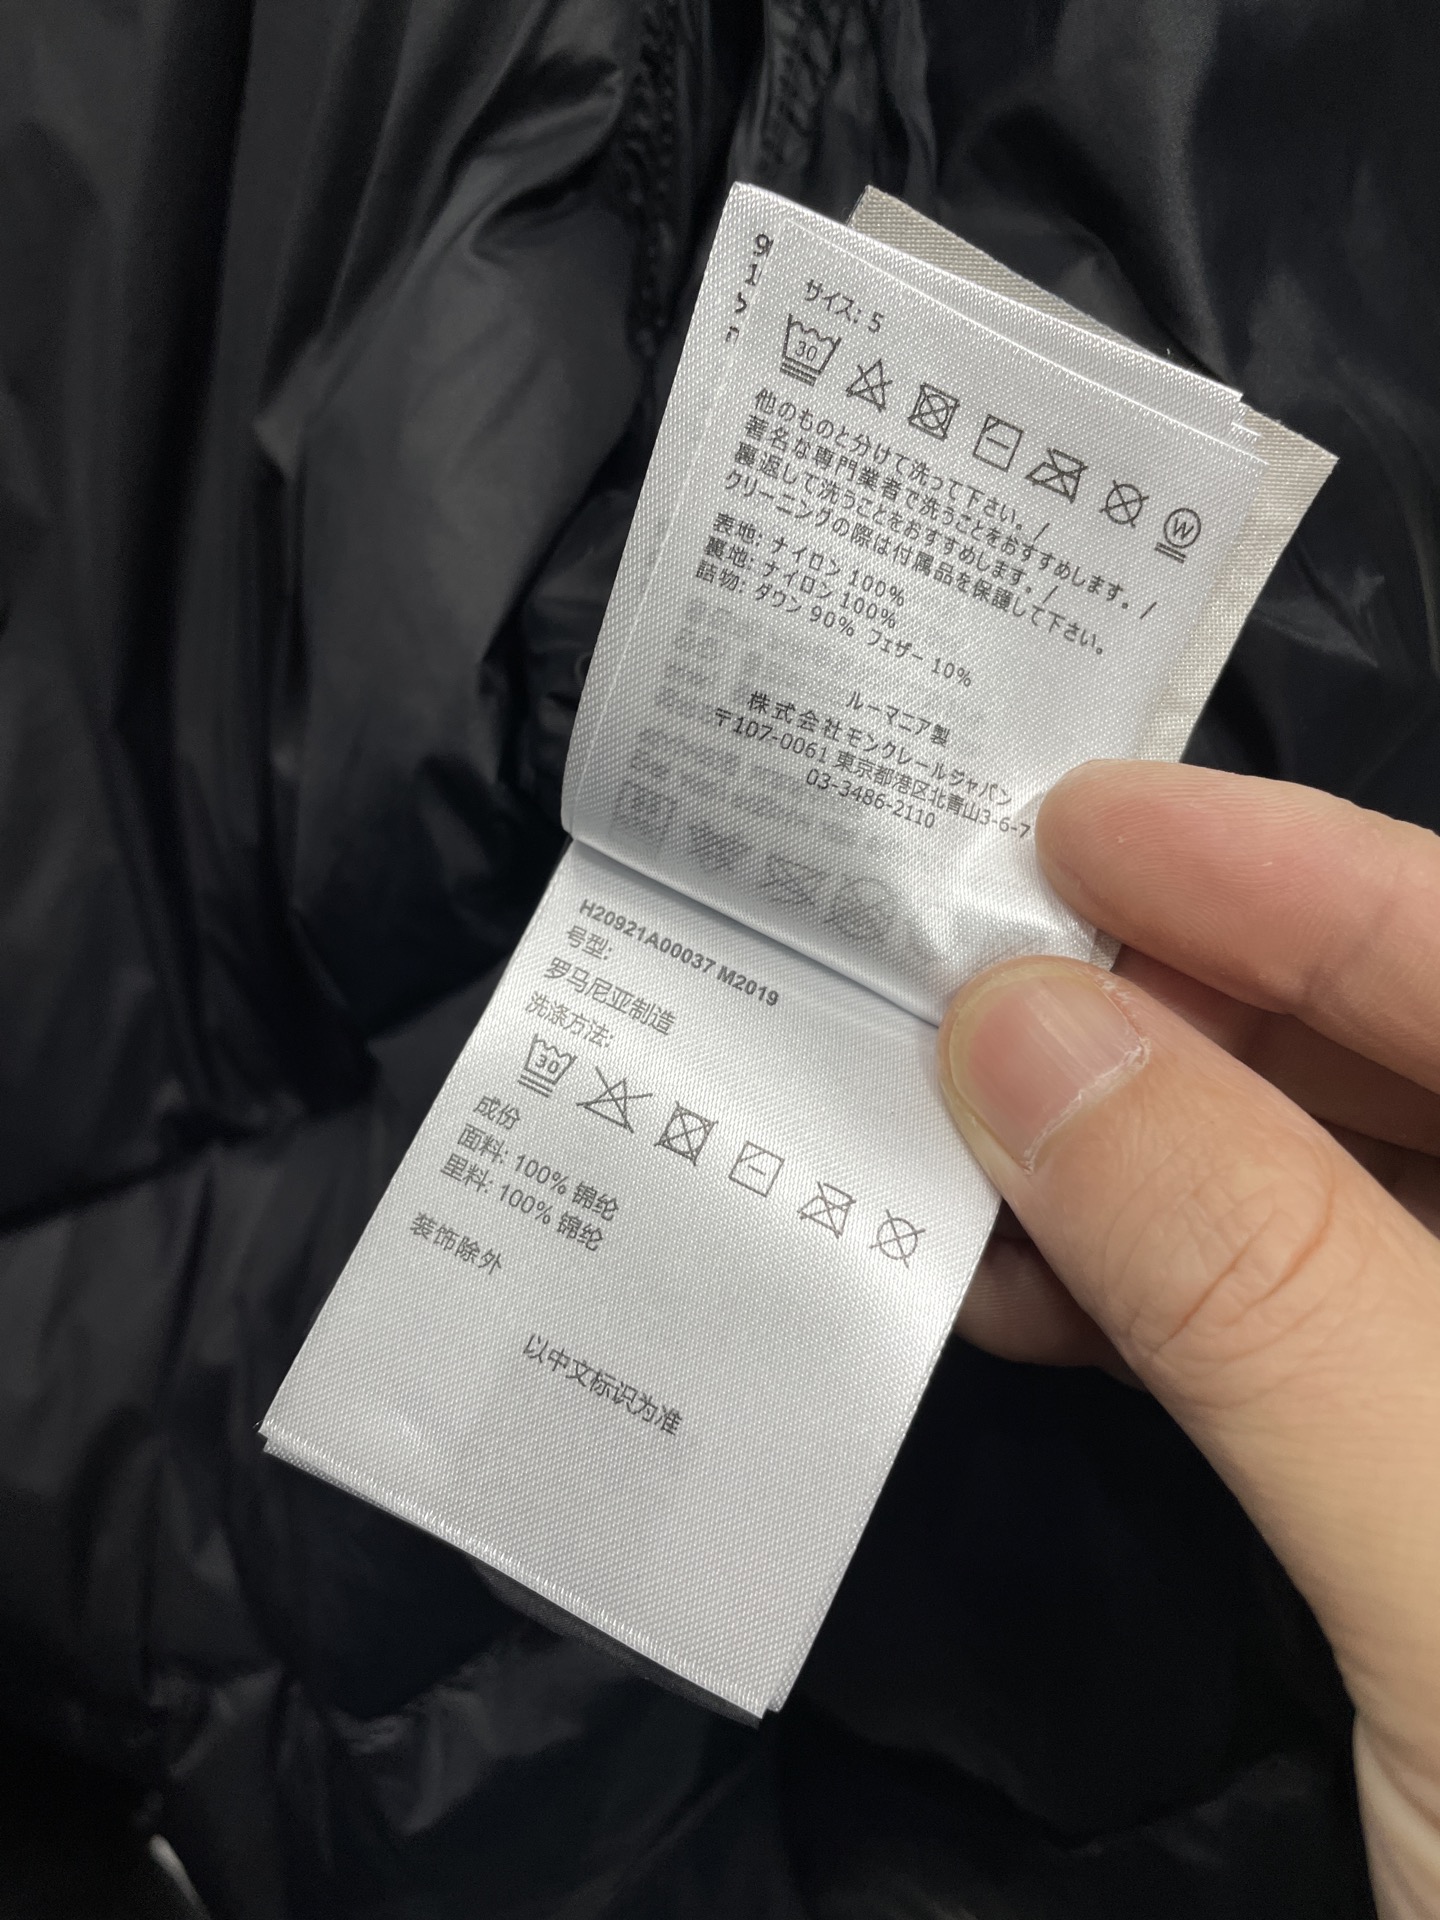 サイズ: 5
30
他のものと分けて洗って下さい。/
著名な専門業者で洗うことをおすすめします。/
裏返して洗うことをおすすめします。/
クリーニングの際は付属品を保護して下さい。
表地: ナイロン 100%
裏地: ナイロン 100%
詰物: ダウン 90% フェザー 10%
ルーマニア製
株式会社モンクレールジャパン
〒107-0061 東京都港区北青山3-6-7
03-3486-2110
H20921A00037 M2019
号型:
罗马尼亚制造
洗涤方法:
30
成份
面料: 100% 锦纶
里料: 100% 锦纶
装饰除外
以中文标识为准